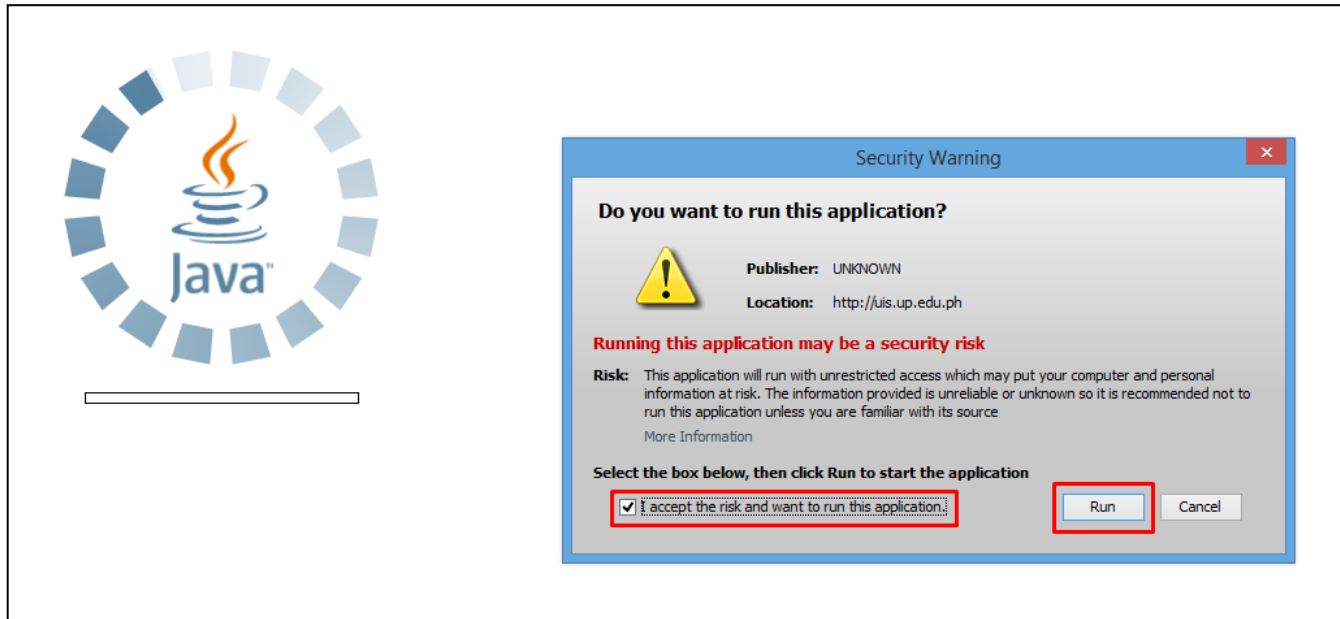 Java™
Security Warning
Do you want to run this application?
Publisher: UNKNOWN
Location: http://uis.up.edu.ph
Running this application may be a security risk
Risk: This application will run with unrestricted access which may put your computer and personal
information at risk. The information provided is unreliable or unknown so it is recommended not to
run this application unless you are familiar with its source
More Information
Select the box below, then click Run to start the application
I accept the risk and want to run this application. Run Cancel